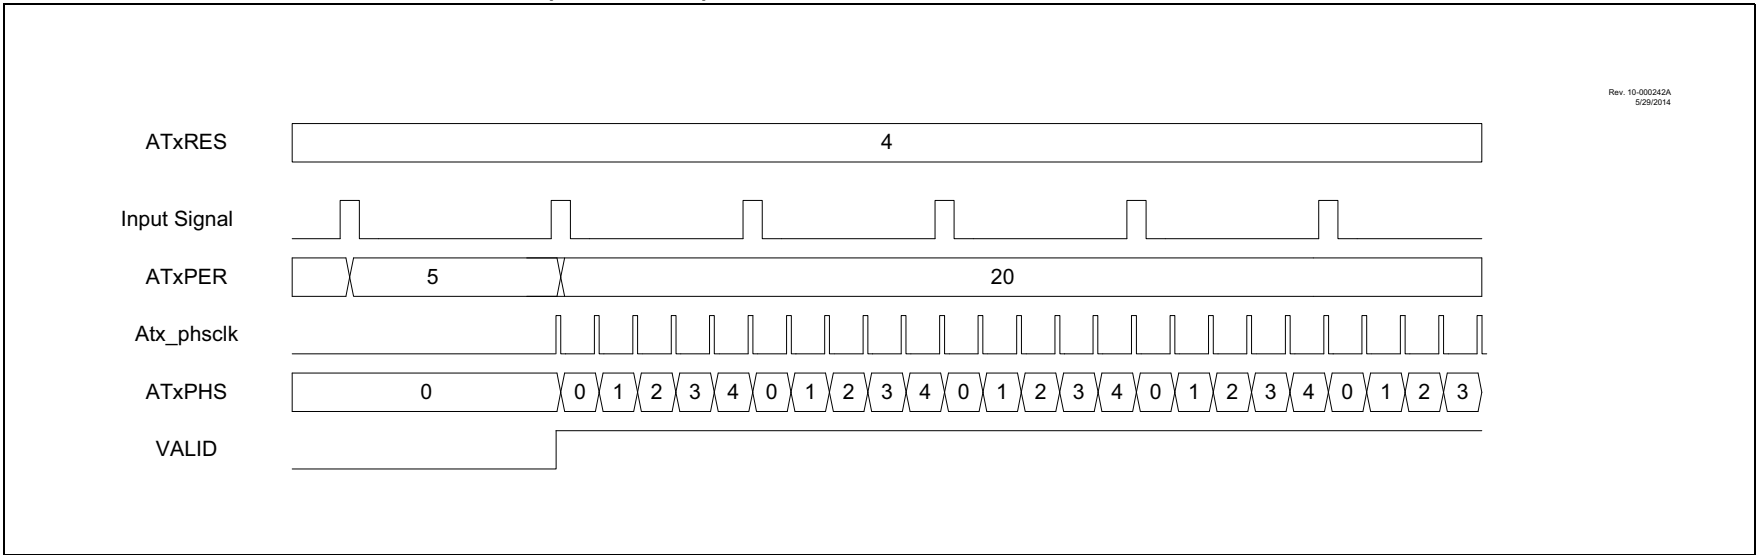 Rev. 10-000242A
5/29/2014
ATxRES 4
Input Signal
ATxPER 5 20
Atx_phsclk
ATxPHS 0 0 1 2 3 4 0 1 2 3 4 0 1 2 3 4 0 1 2 3 4 0 1 2 3
VALID